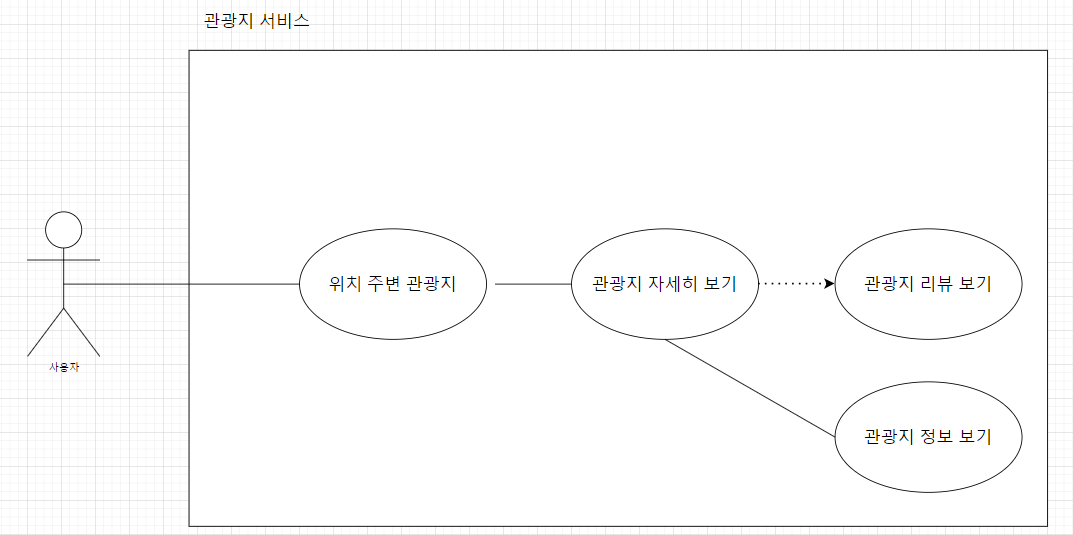 관광지 서비스
위치 주변 관광지
관광지 자세히 보기
관광지 리뷰 보기
사용자
관광지 정보 보기